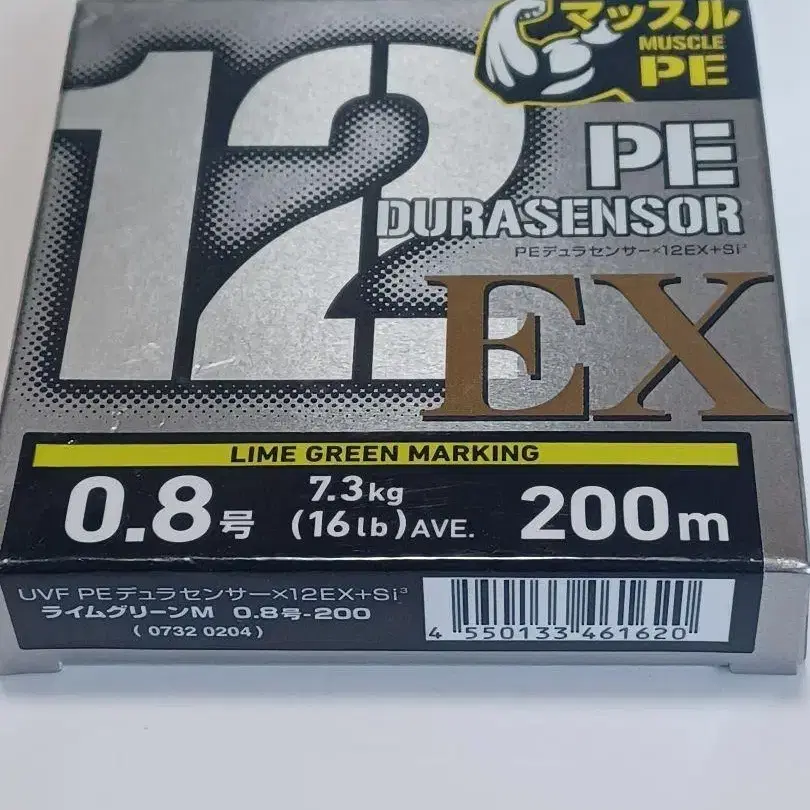 12
マッスル
MUSCLE
PE
PE
DURASENSOR
PEデュラセンサー×12EX+Si³
EX
LIME GREEN MARKING
0.8号 7.3kg (16lb)AVE. 200m
UVF PEデュラセンサー×12EX+Si³
ライムグリーンM 0.8号-200
(0732 0204)
4 550133 461620